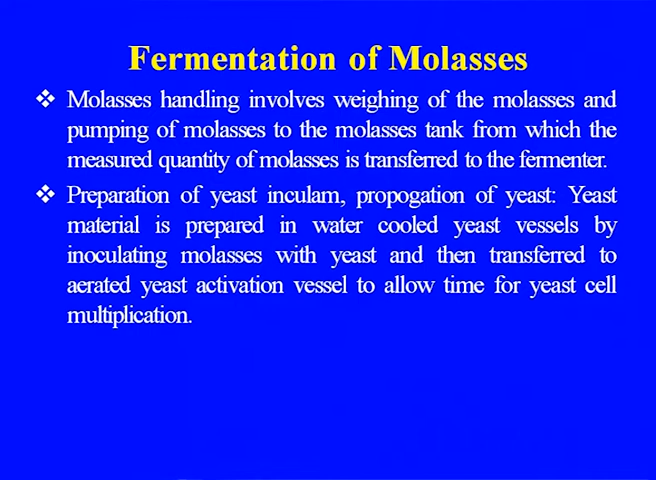 Fermentation of Molasses
❖ Molasses handling involves weighing of the molasses and
pumping of molasses to the molasses tank from which the
measured quantity of molasses is transferred to the fermenter.
❖ Preparation of yeast inculam, propogation of yeast: Yeast
material is prepared in water cooled yeast vessels by
inoculating molasses with yeast and then transferred to
aerated yeast activation vessel to allow time for yeast cell
multiplication.